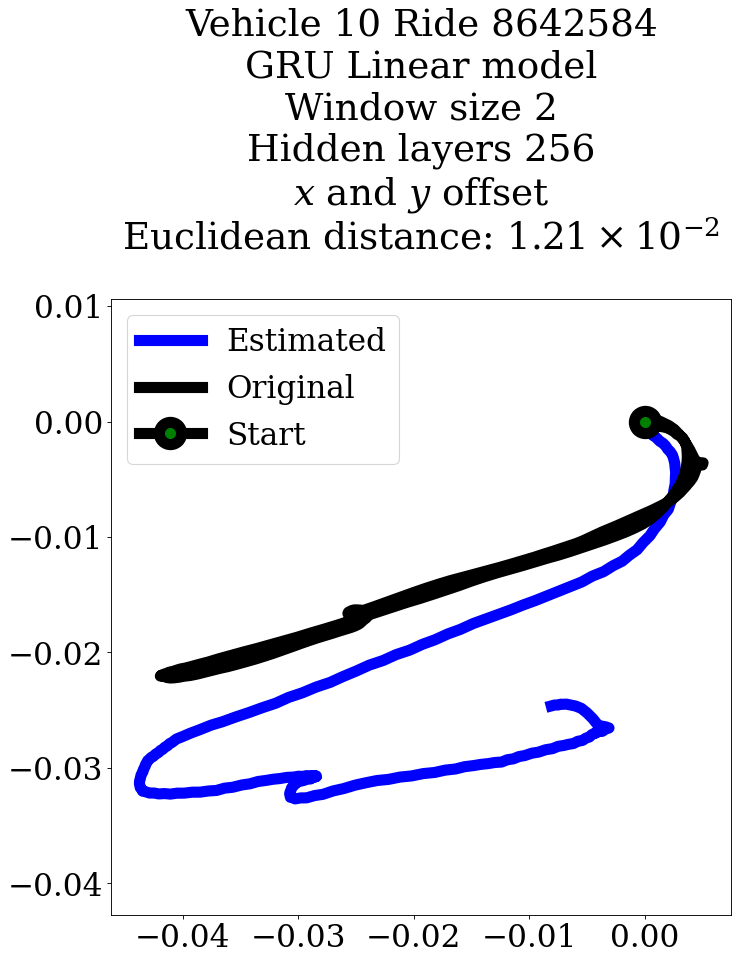 Vehicle 10 Ride 8642584
GRU Linear model
Window size 2
Hidden layers 256
x and y offset
Euclidean distance: 1.21 × 10⁻²
0.01
0.00
−0.01
−0.02
−0.03
−0.04
Estimated
Original
Start
−0.04 −0.03 −0.02 −0.01 0.00